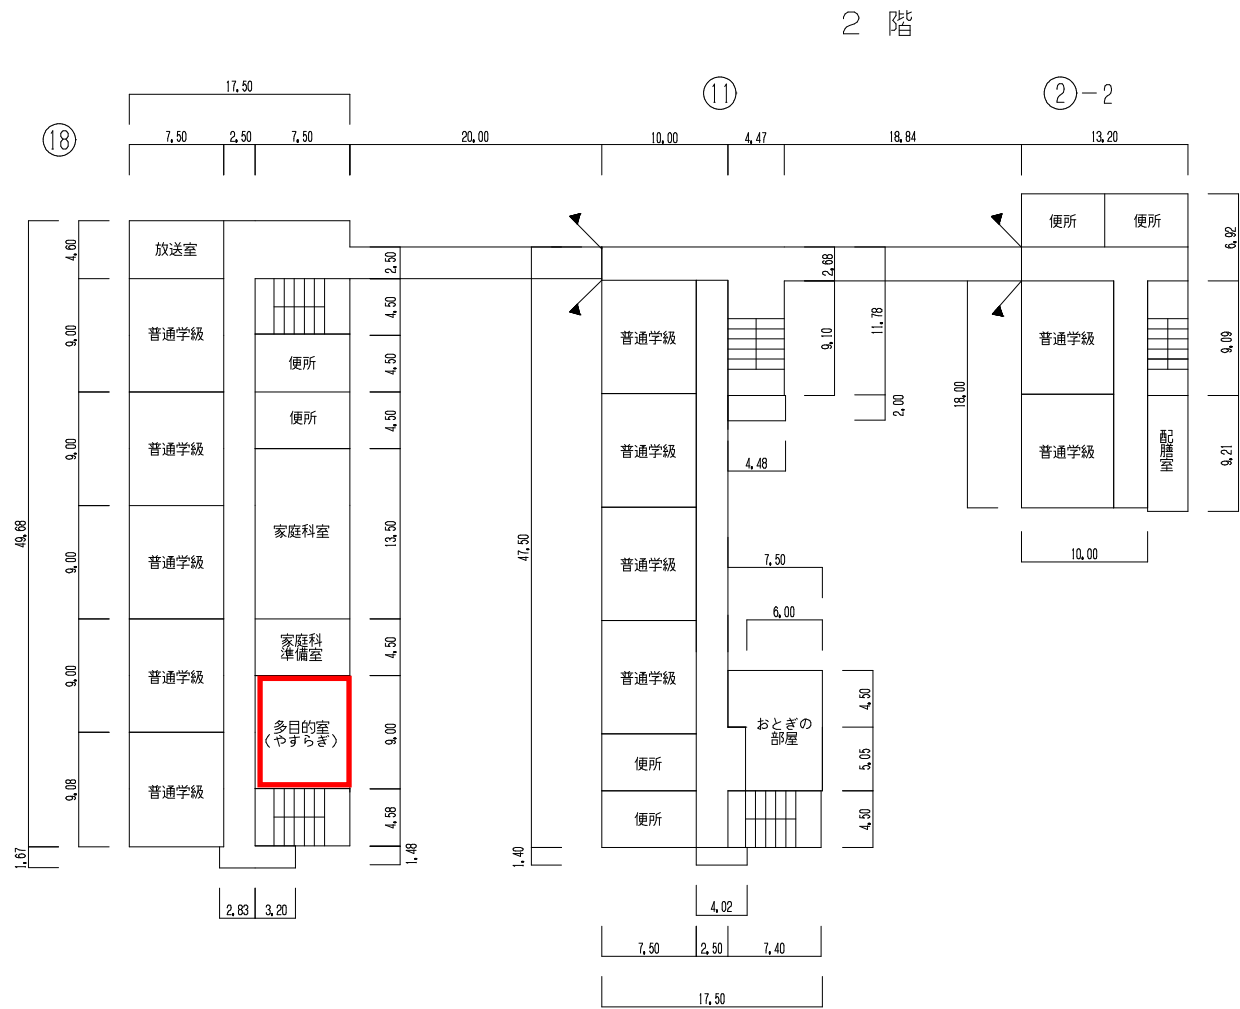 2 階
⑱
⑪
②-2
17.50
7.50
2.50
7.50
20.00
10.00
4.47
18.84
13.20
放送室
普通学級
普通学級
普通学級
普通学級
普通学級
便所
便所
家庭科室
家庭科
準備室
多目的室
(やすらぎ)
49.68
1.67
4.60
9.00
9.00
9.00
9.00
9.08
2.50
4.50
4.50
4.50
13.50
4.50
9.00
4.58
1.48
2.83
3.20
普通学級
普通学級
普通学級
普通学級
便所
便所
おとぎの
部屋
47.50
1.40
2.68
9.10
11.78
2.00
4.48
7.50
6.00
4.50
5.05
4.50
4.02
7.50
2.50
7.40
17.50
便所
便所
普通学級
普通学級
配膳室
18.00
6.92
9.09
9.21
10.00